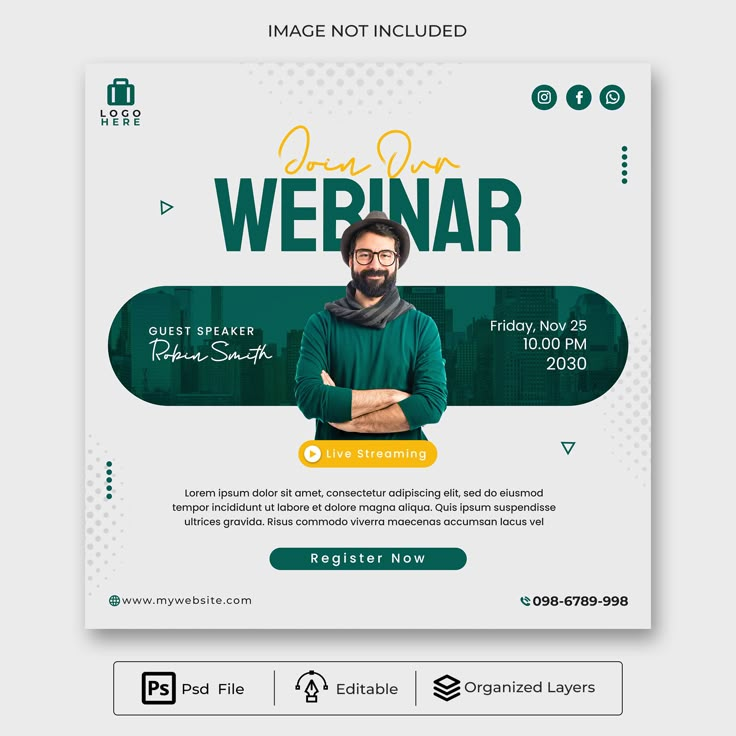 IMAGE NOT INCLUDED
LOGO
HERE
Join Our
WEBINAR
GUEST SPEAKER
Robin Smith
Friday, Nov 25
10.00 PM
2030
Live Streaming
Lorem ipsum dolor sit amet, consectetur adipiscing elit, sed do eiusmod
tempor incididunt ut labore et dolore magna aliqua. Quis ipsum suspendisse
ultrices gravida. Risus commodo viverra maecenas accumsan lacus vel
Register Now
www.mywebsite.com
098-6789-998
Ps Psd File
Editable
Organized Layers